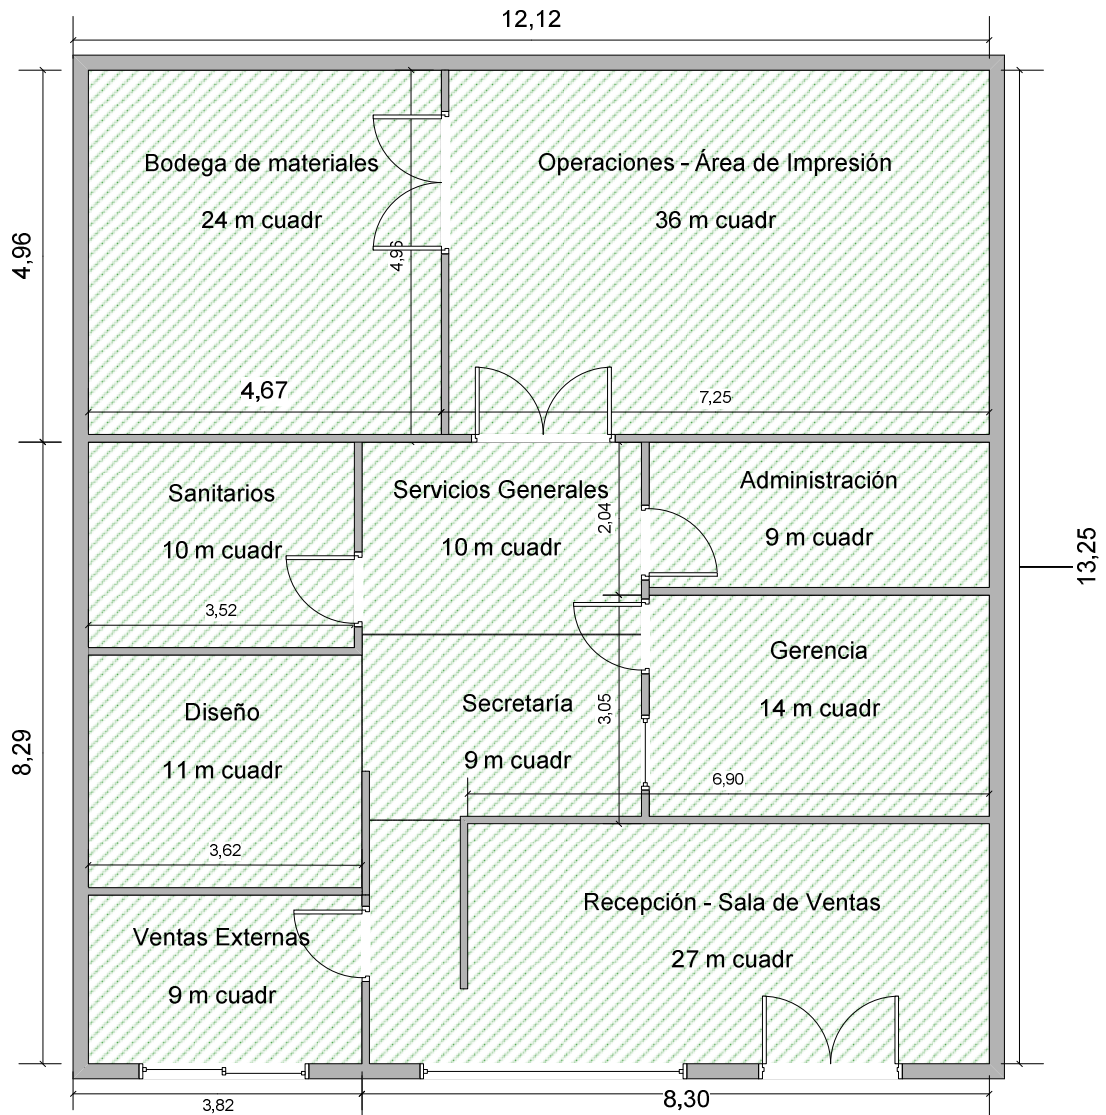 12,12
Bodega de materiales
24 m cuadr
Operaciones - Área de Impresión
36 m cuadr
4,96
4,96
4,67
7,25
Sanitarios
10 m cuadr
3,52
Servicios Generales
10 m cuadr
2,04
Administración
9 m cuadr
13,25
Gerencia
14 m cuadr
Secretaría
9 m cuadr
3,05
6,90
Diseño
11 m cuadr
3,62
8,29
Recepción - Sala de Ventas
27 m cuadr
Ventas Externas
9 m cuadr
3,82
8,30